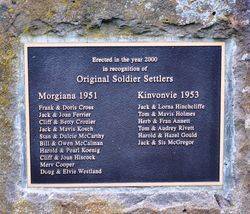 Erected in the year 2000
in recognition of
Original Soldier Settlers
Morgiana 1951
Frank & Doris Cross
Jack & Joan Ferrier
Cliff & Betty Crozier
Jack & Mavis Kosch
Stan & Dulcie McCarthy
Bill & Owen McCalman
Harold & Pearl Koenig
Cliff & Joan Hiscock
Merv Cooper
Doug & Elvie Westland
Kinvonvie 1953
Jack & Lorna Hinchcliffe
Tom & Mavis Holmes
Herb & Fran Annett
Tom & Audrey Rivett
Harold & Hazel Gould
Jack & Sis McGregor